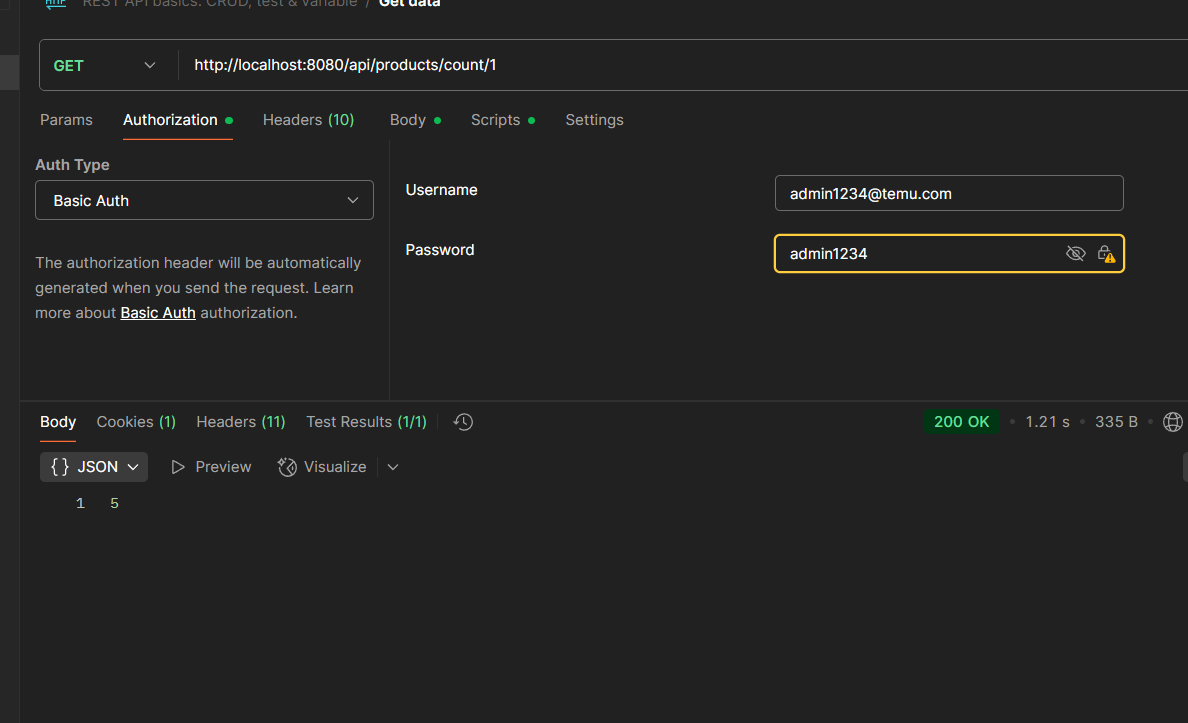 HTTP REST API basics: CRUD, test & variable / Get data
GET http://localhost:8080/api/products/count/1
Params Authorization Headers (10) Body Scripts Settings
Auth Type
Basic Auth
Username admin1234@temu.com
Password admin1234
The authorization header will be automatically
generated when you send the request. Learn
more about Basic Auth authorization.
Body Cookies (1) Headers (11) Test Results (1/1) 200 OK • 1.21 s • 335 B •
{} JSON Preview Visualize
1 5